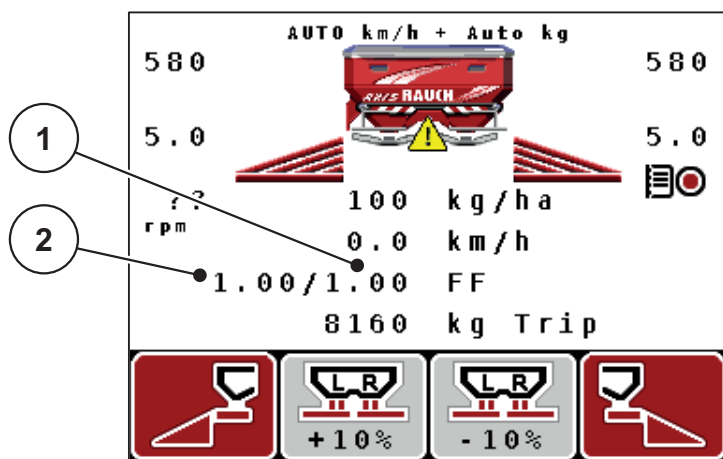 AUTO km/h + Auto kg
580
580
AXIS RAUCH
5.0
5.0
1
??
rpm
100 kg/ha
2
0.0 km/h
1.00/1.00 FF
8160 kg Trip
L R
+10%
L R
-10%